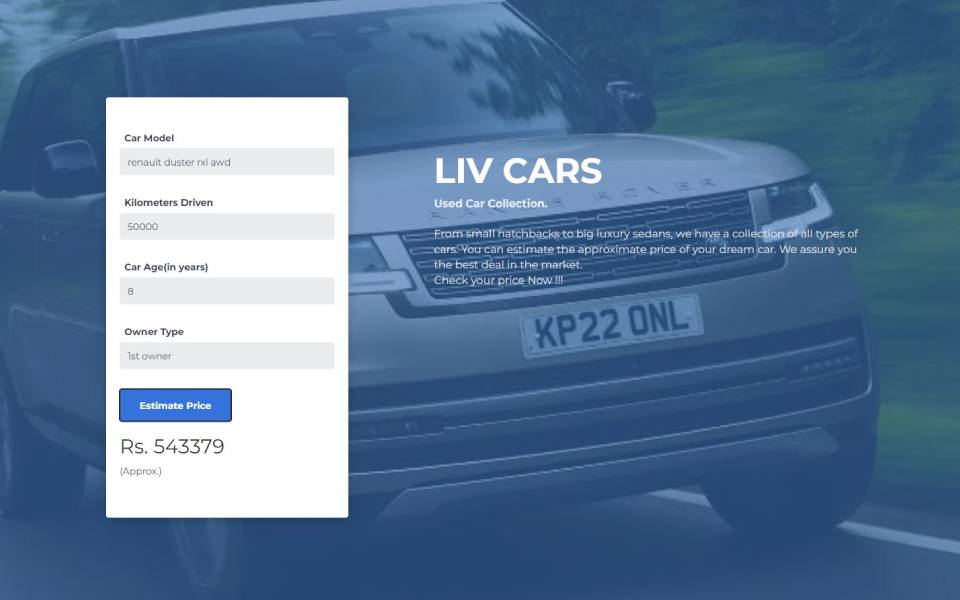 Car Model
renault duster rxl awd
Kilometers Driven
50000
Car Age(in years)
8
Owner Type
1st owner
Estimate Price
Rs. 543379
(Approx.)
LIV CARS
Used Car Collection.
From small hatchbacks to big luxury sedans, we have a collection of all types of
cars. You can estimate the approximate price of your dream car. We assure you
the best deal in the market.
Check your price Now !!!
RANGE ROVER
KP22 ONL